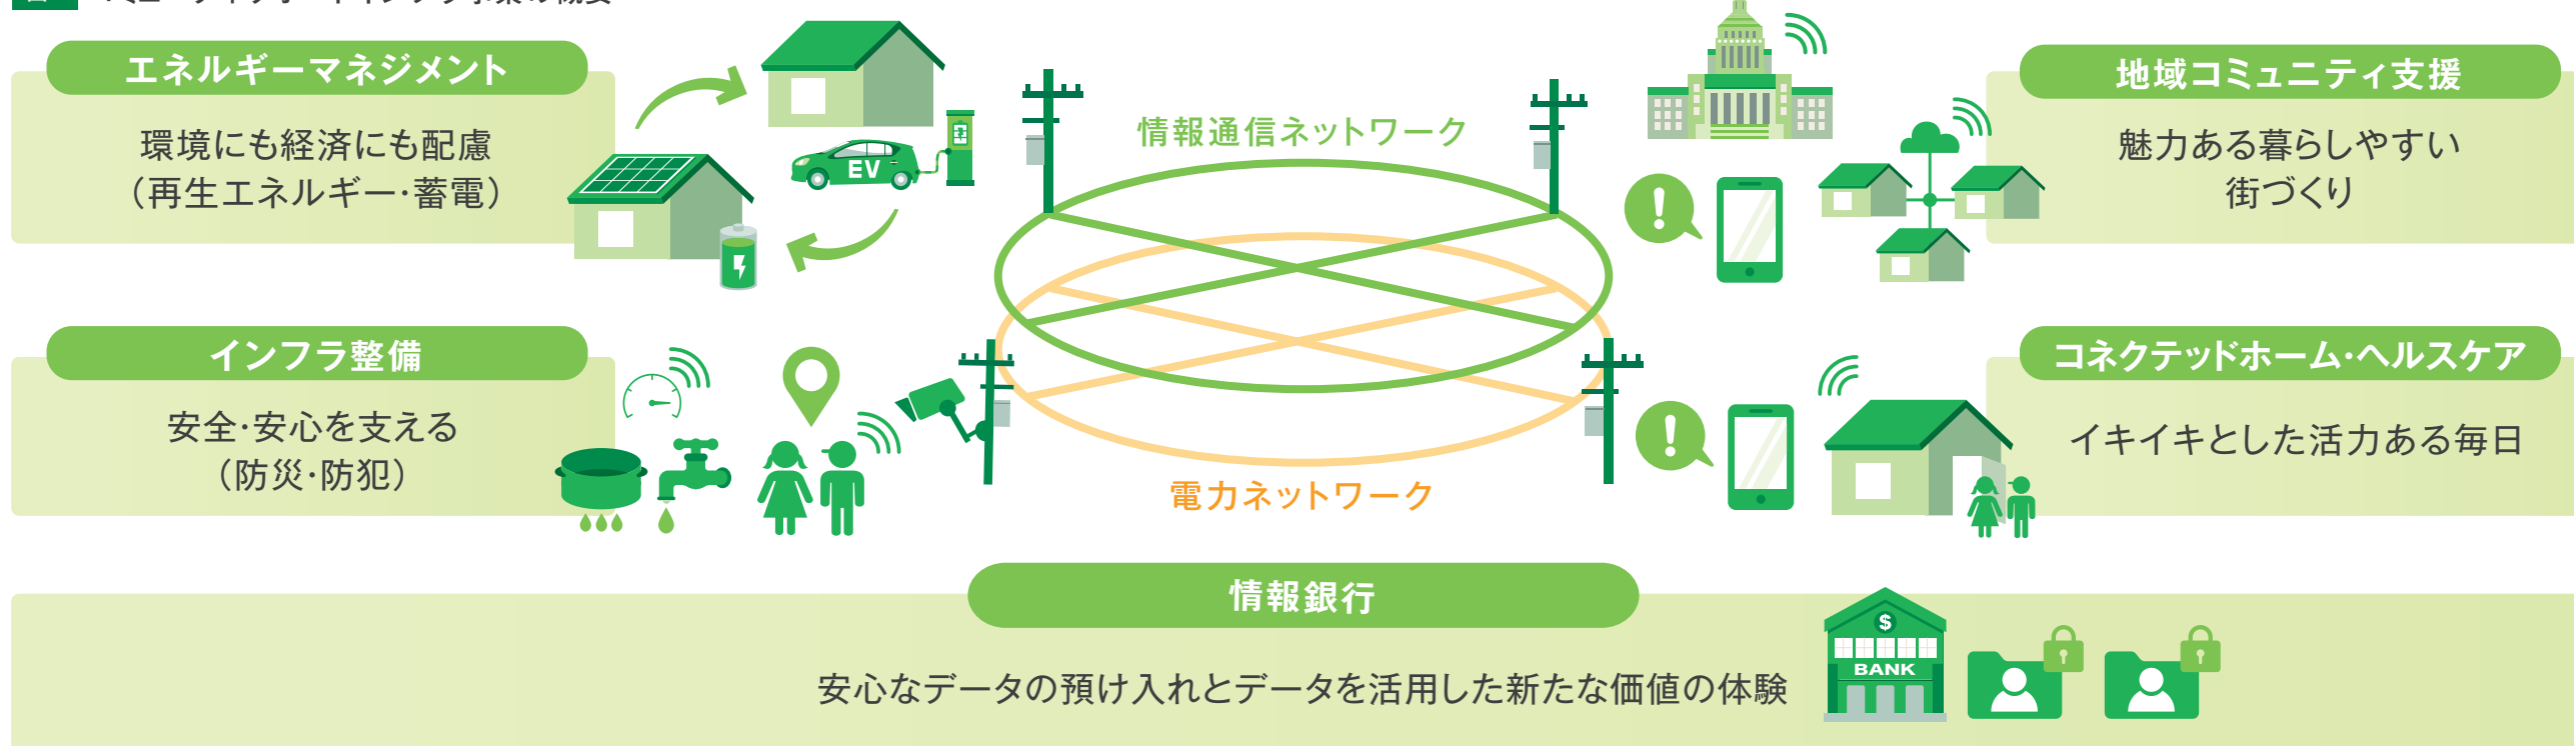 エネルギーマネジメント
環境にも経済にも配慮
（再生エネルギー・蓄電）
EV
情報通信ネットワーク
地域コミュニティ支援
魅力ある暮らしやすい
街づくり
インフラ整備
安全・安心を支える
（防災・防犯）
電力ネットワーク
コネクテッドホーム・ヘルスケア
イキイキとした活力ある毎日
情報銀行
安心なデータの預け入れとデータを活用した新たな価値の体験
$
BANK